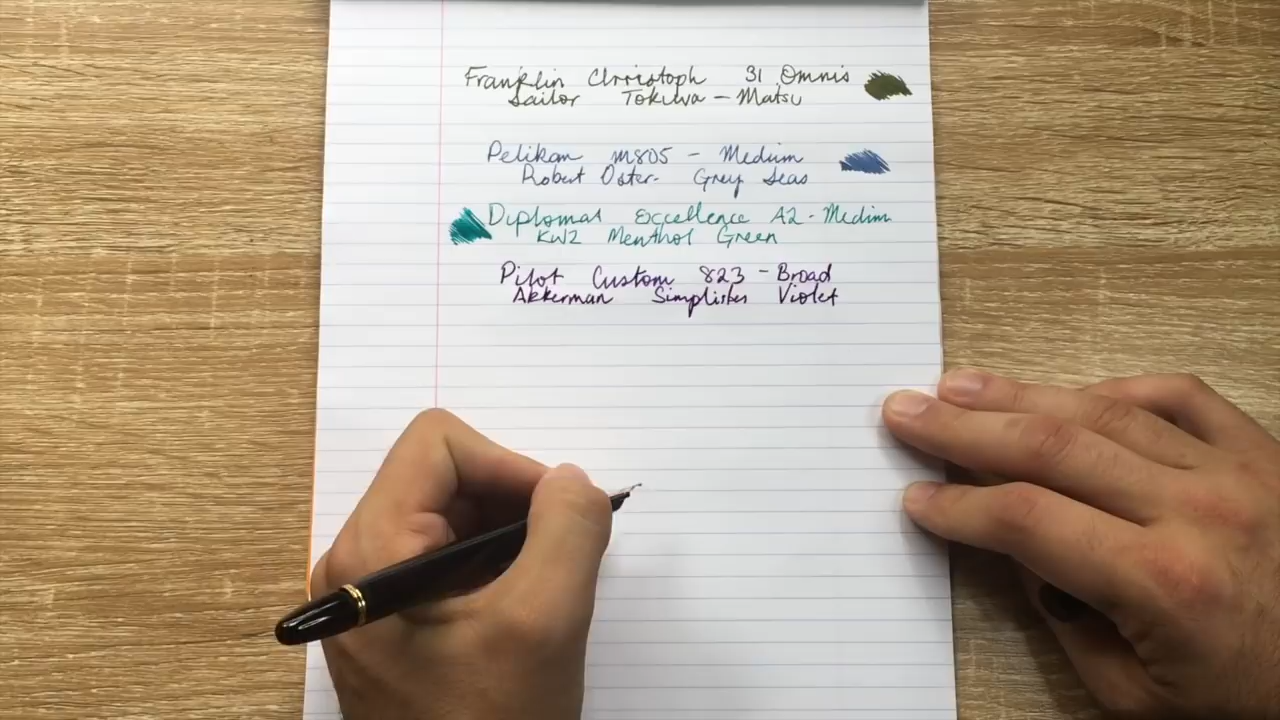 Franklin Christoph 31 Omnis
Sailor Tokiwa - Matsu
Pelikan M805 - Medium
Robert Oster - Grey Seas
Diplomat Excellence A2 - Medium
KWZ Menthol Green
Pilot Custom 823 - Broad
Akkerman Simplistes Violet